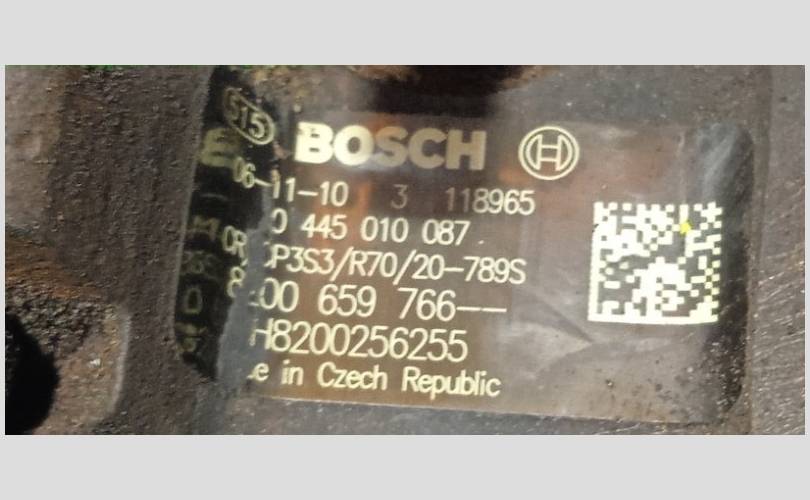 515
BOSCH
06-11-10 3 118965
0 445 010 087
CP3S3/R70/20-789S
8200 659 766--
H8200256255
in Czech Republic